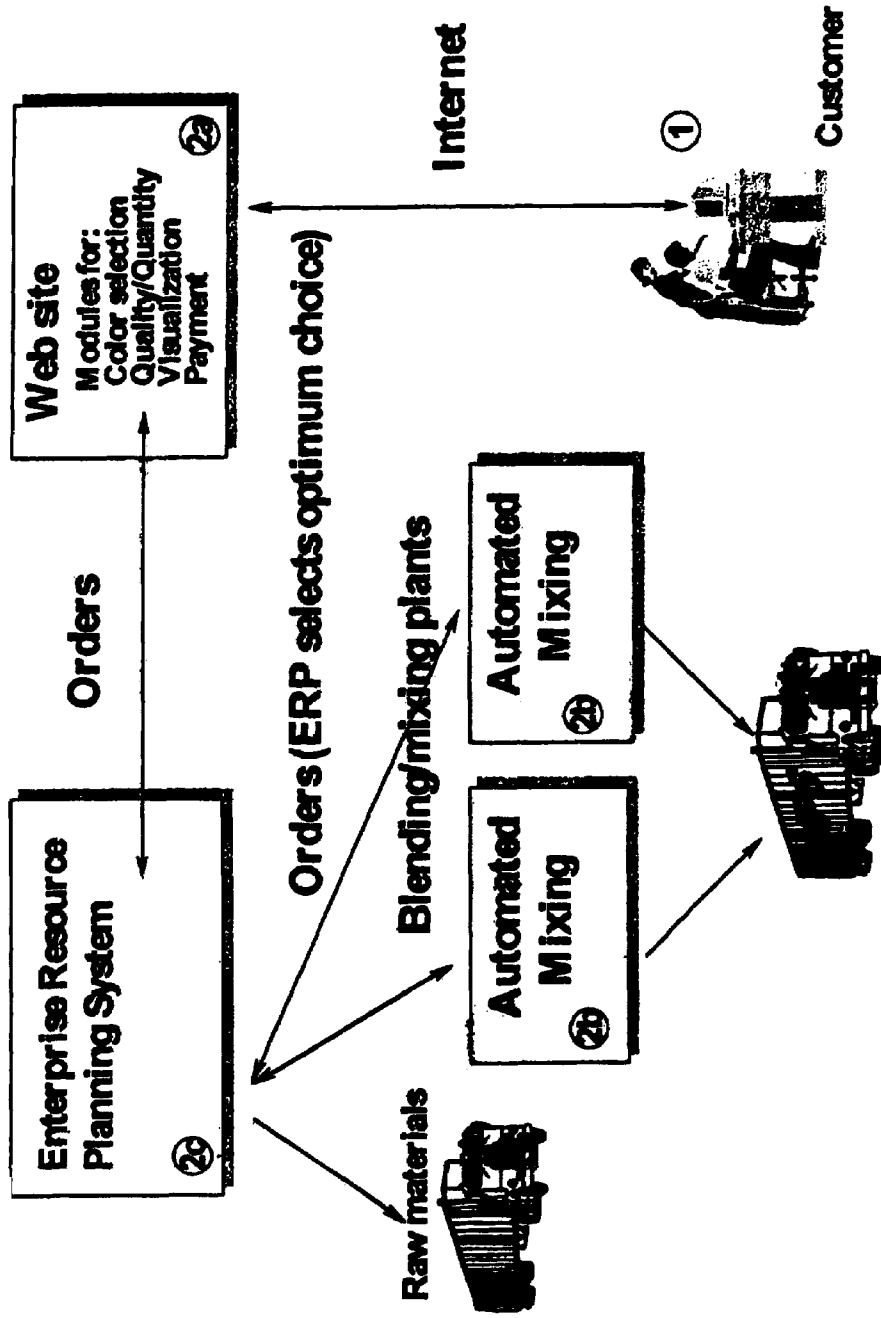 Enterprise Resource
Planning System
2c
Orders
Web site
Modules for:
Color selection
Quality/Quantity
Visualization
Payment
2a
Orders (ERP selects optimum choice)
Internet
Raw materials
Blending/mixing plants
Automated
Mixing
2b
Automated
Mixing
2b
1
Customer